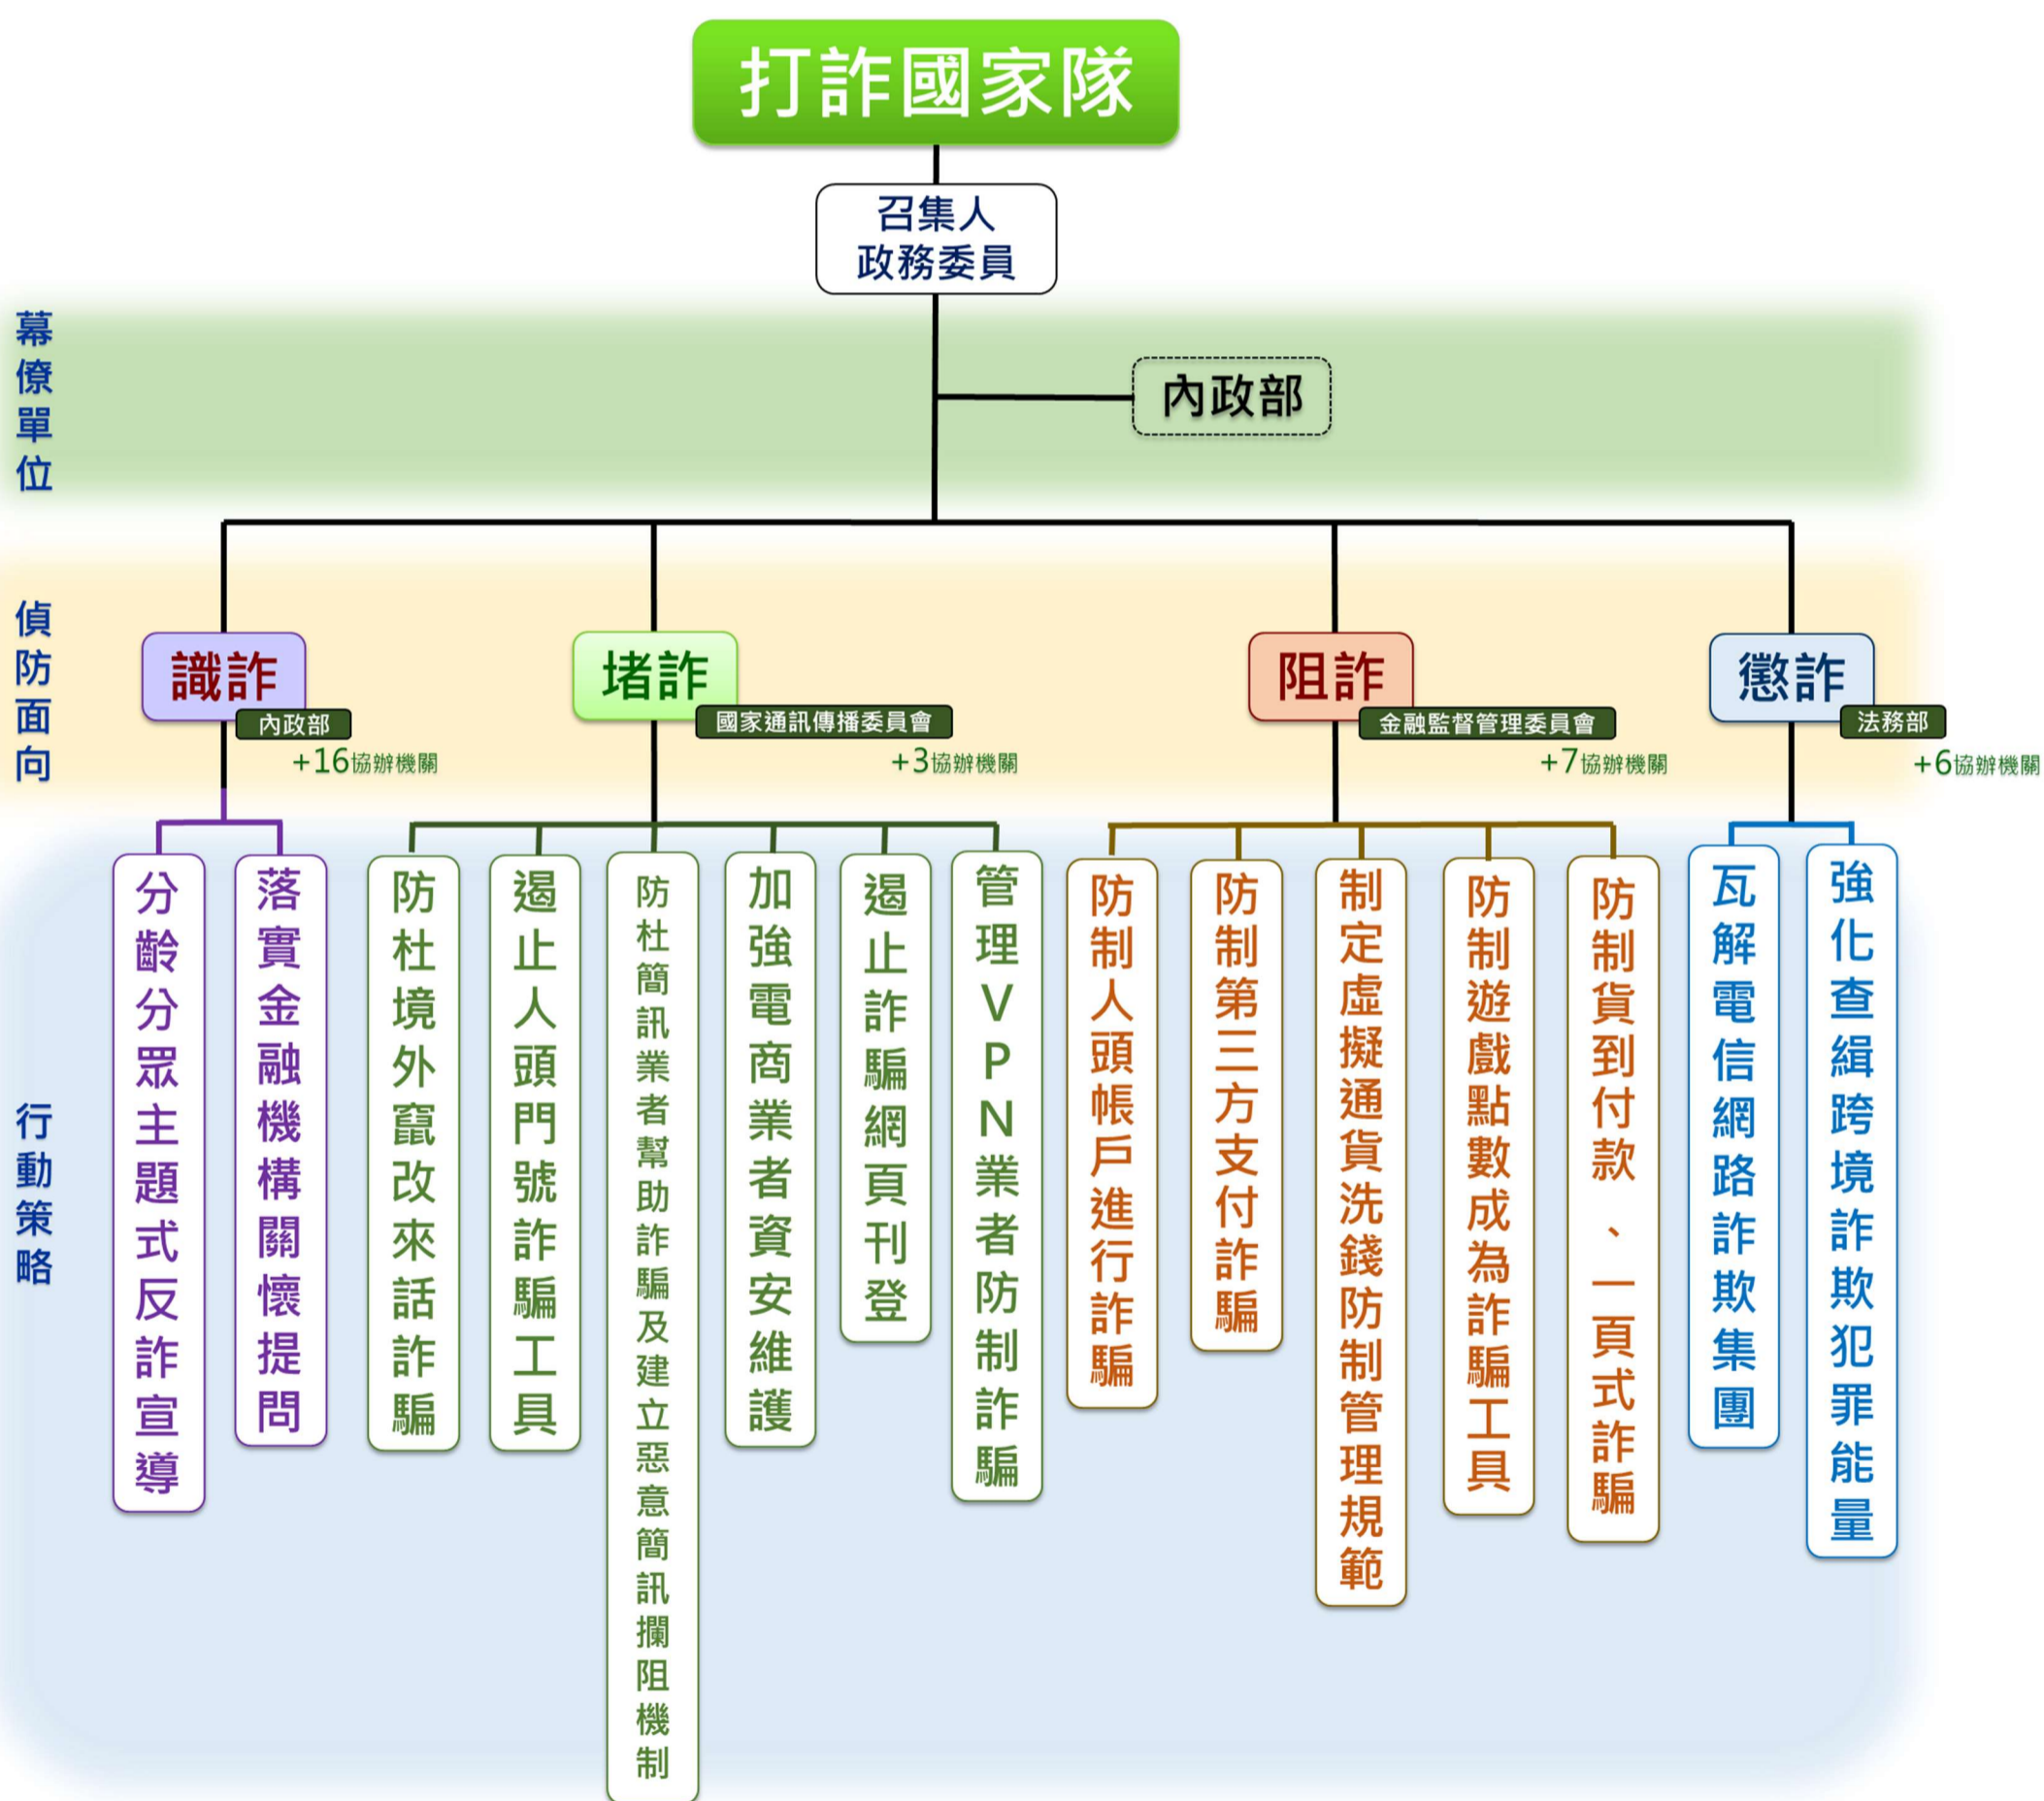 打詐國家隊
召集人
政務委員
幕僚單位
內政部
偵防面向
識詐
內政部
+16協辦機關
堵詐
國家通訊傳播委員會
+3協辦機關
阻詐
金融監督管理委員會
+7協辦機關
懲詐
法務部
+6協辦機關
行動策略
分齡分眾主題式反詐宣導
落實金融機構關懷提問
防杜境外竄改來話詐騙
遏止人頭門號詐騙工具
防杜簡訊業者幫助詐騙及建立惡意簡訊攔阻機制
加強電商業者資安維護
遏止詐騙網頁刊登
管理VPN業者防制詐騙
防制人頭帳戶進行詐騙
防制第三方支付詐騙
制定虛擬通貨洗錢防制管理規範
防制遊戲點數成為詐騙工具
防制貨到付款、一頁式詐騙
瓦解電信網路詐欺集團
強化查緝跨境詐欺犯罪能量